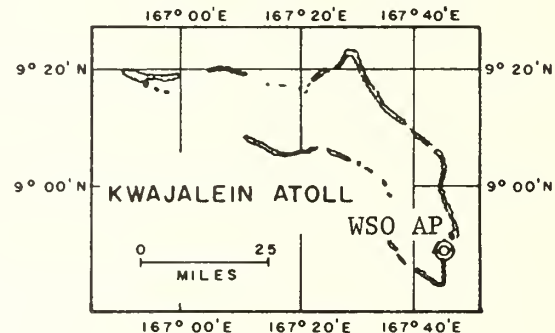 167° 00' E 167° 20' E 167° 40' E
9° 20' N 9° 20' N
9° 00' N 9° 00' N
KWAJALEIN ATOLL
WSO AP
0 25
MILES
167° 00' E 167° 20' E 167° 40' E